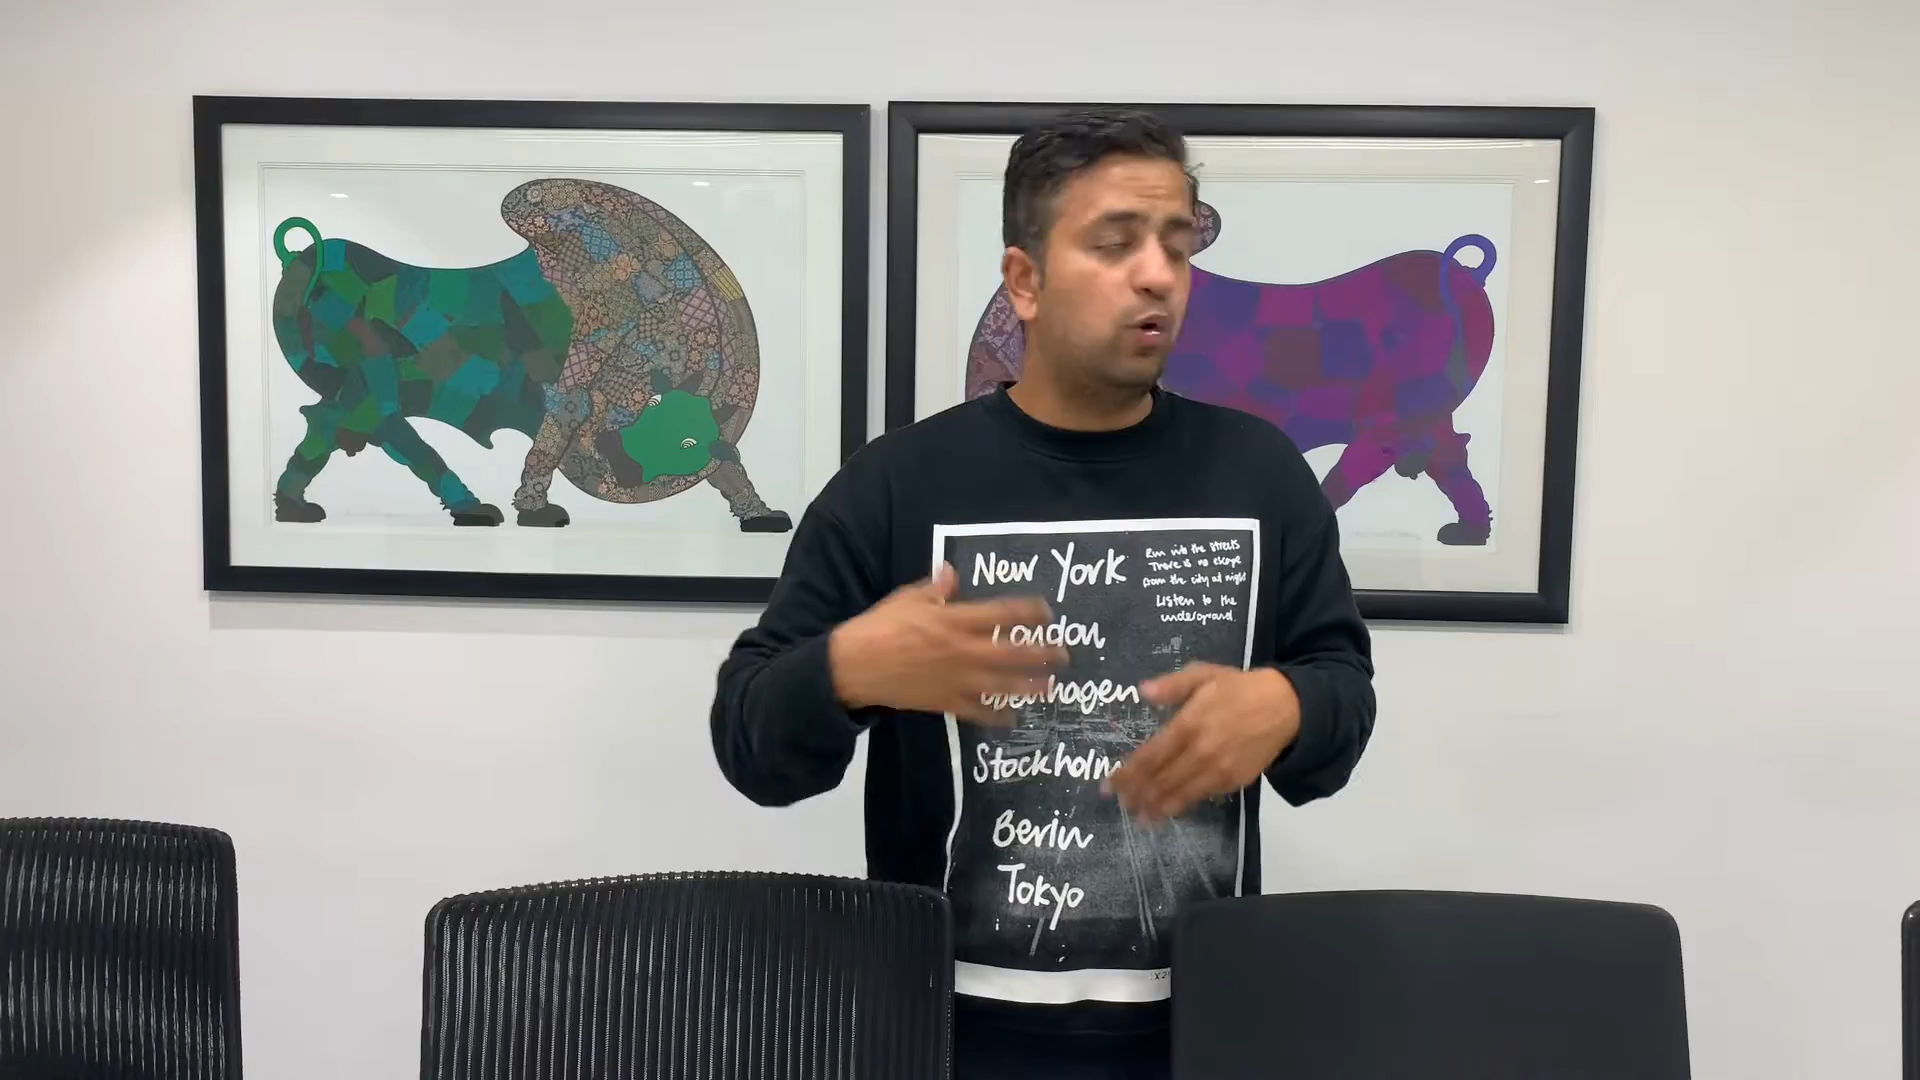 New York
London
Stockholm
Berlin
Tokyo
Run into the streets
There is no escape
from the city at night
Listen to the
underground.